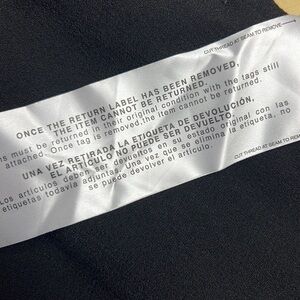 CUT THREAD AT SEAM TO REMOVE
ONCE THE RETURN LABEL HAS BEEN REMOVED,
THE ITEM CANNOT BE RETURNED.
ms must be returned in their original condition with the tags still
attached. Once tag is removed,the item cannot be returned.
UNA VEZ RETIRADA LA ETIQUETA DE DEVOLUCIÓN,
EL ARTÍCULO NO PUEDE SER DEVUELTO.
Los artículos deben ser devueltos en su estado original con las
etiquetas todavía adjuntas. Una vez que se elimina la etiqueta, no
se puede devolver el artículo.
CUT THREAD AT SEAM TO REMOVE